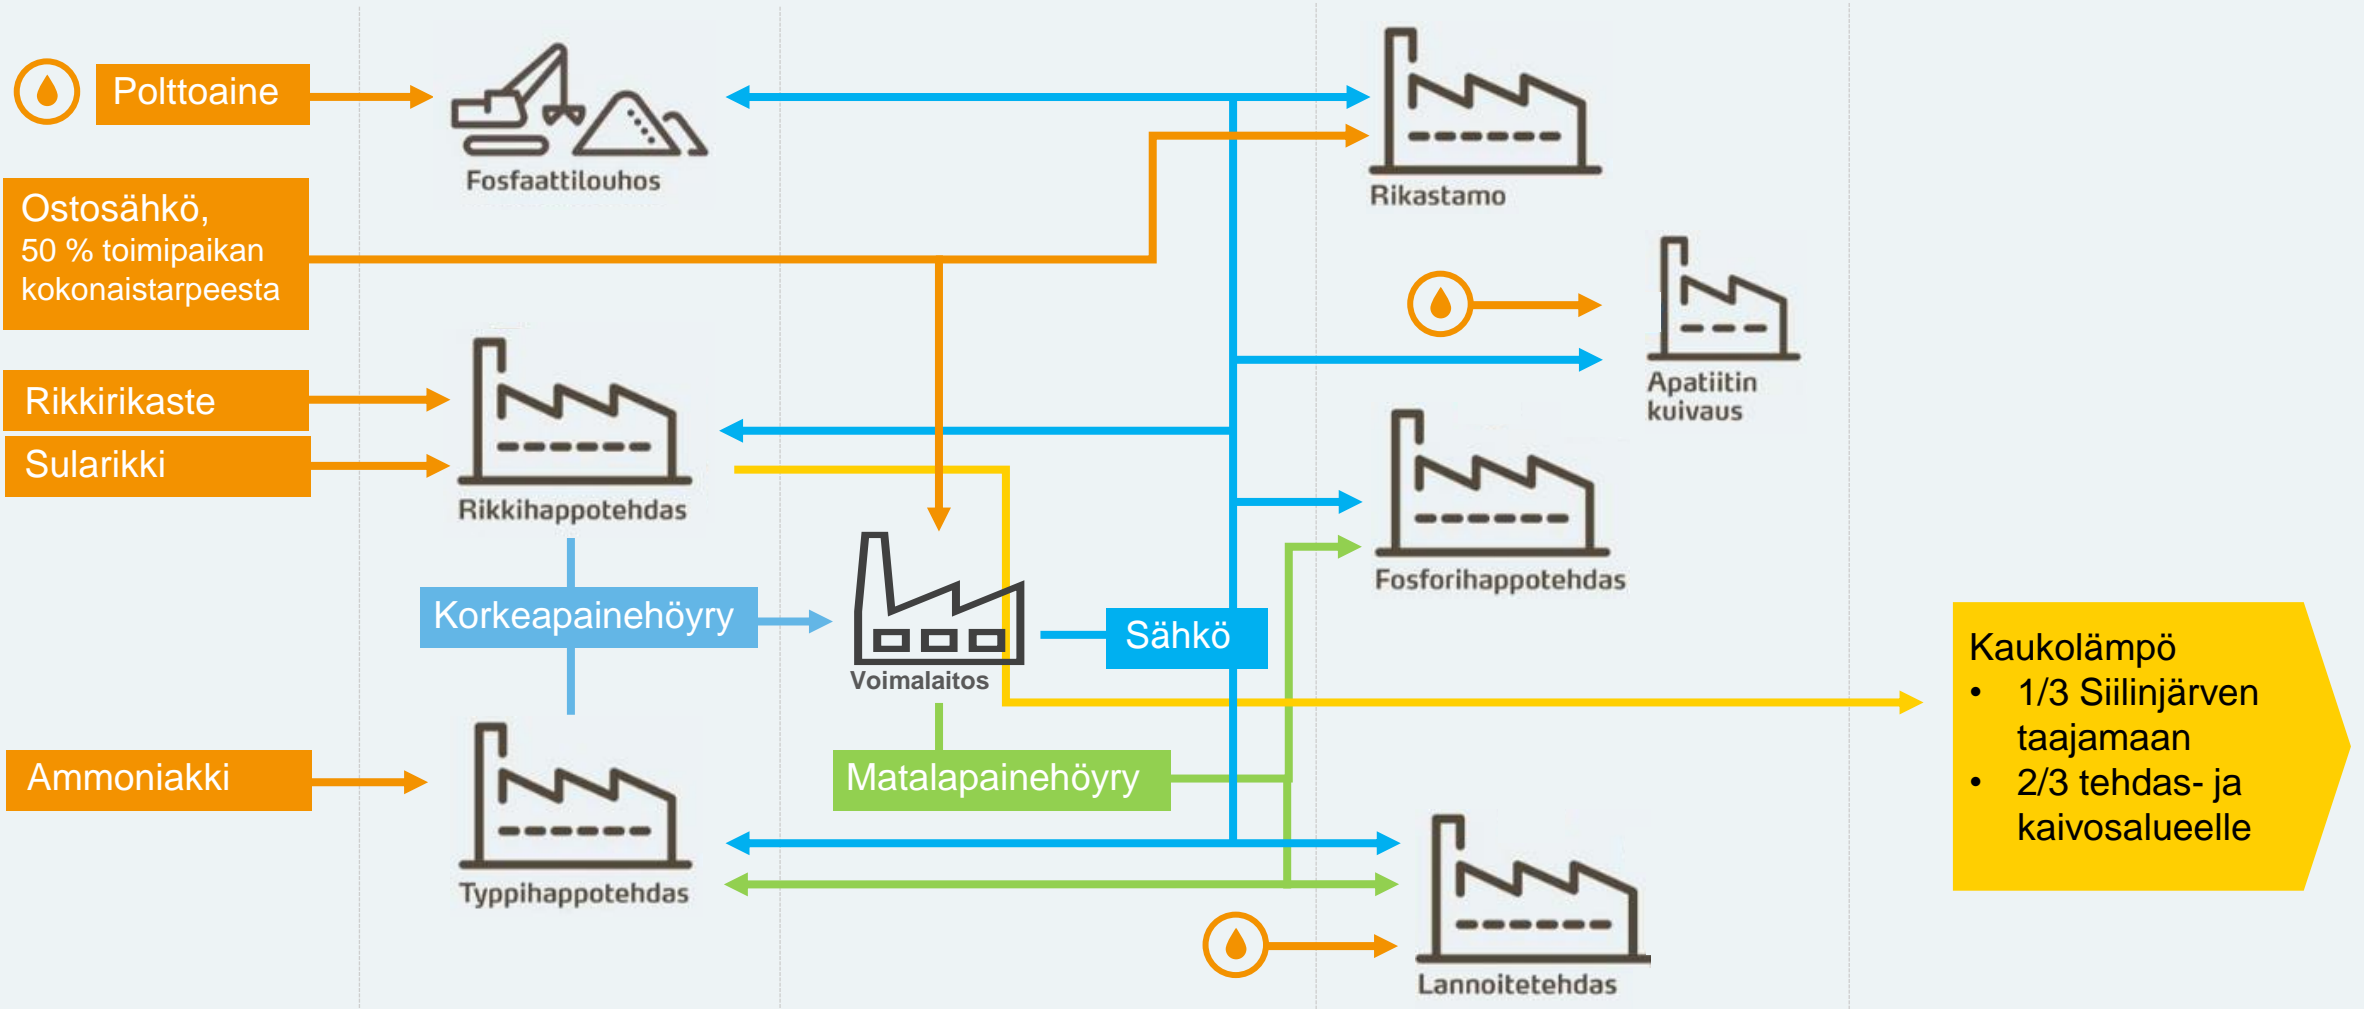 Polttoaine
Fosfaattilouhos
Rikastamo
Ostosähkö,
50 % toimipaikan
kokonaistarpeesta
Apatiitin
kuivaus
Rikkirikaste
Sularikki
Rikkihappotehdas
Fosforihappotehdas
Korkeapainehöyry
Voimalaitos
Sähkö
Kaukolämpö
• 1/3 Siilinjärven
taajamaan
• 2/3 tehdas- ja
kaivosalueelle
Ammoniakki
Matalapainehöyry
Typpihappotehdas
Lannoitetehdas